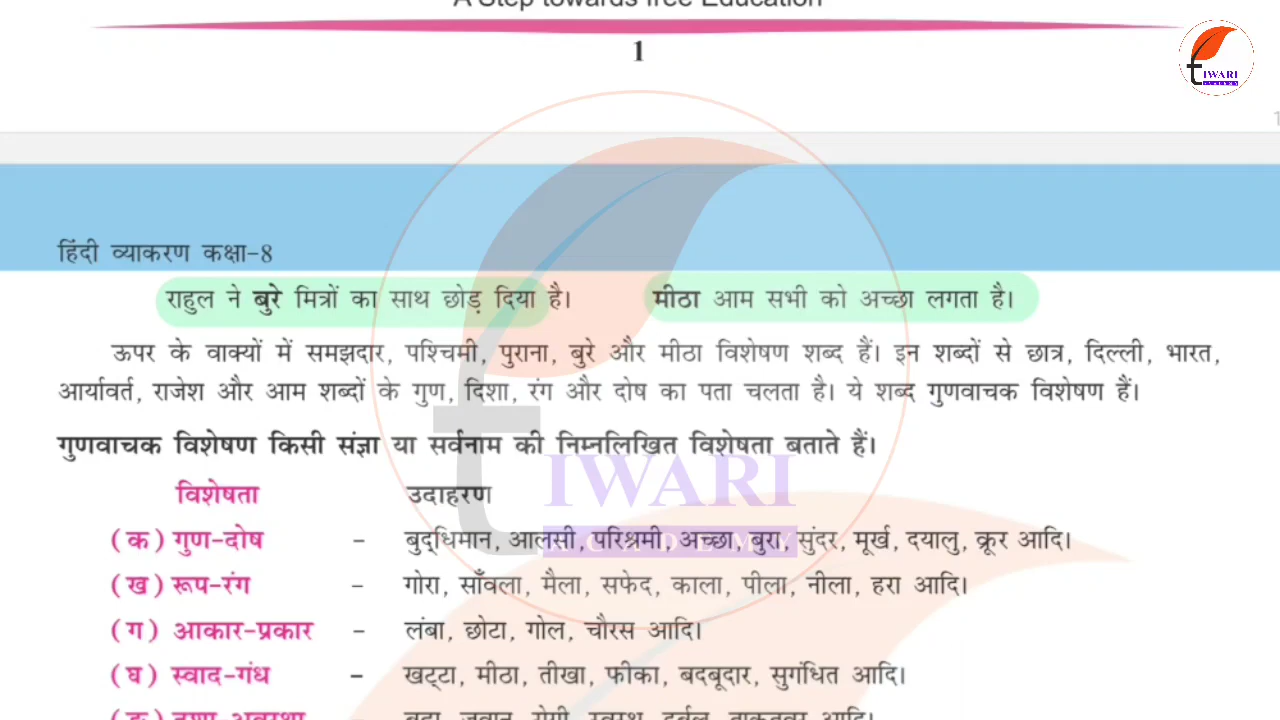 A Step towards free Education
1
TIWARI
हिंदी व्याकरण कक्षा-8
राहुल ने बुरे मित्रों का साथ छोड़ दिया है। मीठा आम सभी को अच्छा लगता है।
ऊपर के वाक्यों में समझदार, पश्चिमी, पुराना, बुरे और मीठा विशेषण शब्द हैं। इन शब्दों से छात्र, दिल्ली, भारत,
आर्यावर्त, राजेश और आम शब्दों के गुण, दिशा, रंग और दोष का पता चलता है। ये शब्द गुणवाचक विशेषण हैं।
गुणवाचक विशेषण किसी संज्ञा या सर्वनाम की निम्नलिखित विशेषता बताते हैं।
विशेषता उदाहरण
(क) गुण-दोष - बुद्धिमान, आलसी, परिश्रमी, अच्छा, बुरा, सुंदर, मूर्ख, दयालु, क्रूर आदि।
(ख) रूप-रंग - गोरा, साँवला, मैला, सफेद, काला, पीला, नीला, हरा आदि।
(ग) आकार-प्रकार - लंबा, छोटा, गोल, चौरस आदि।
(घ) स्वाद-गंध - खट्टा, मीठा, तीखा, फीका, बदबूदार, सुगंधित आदि।
TIWARI
ACADEMY